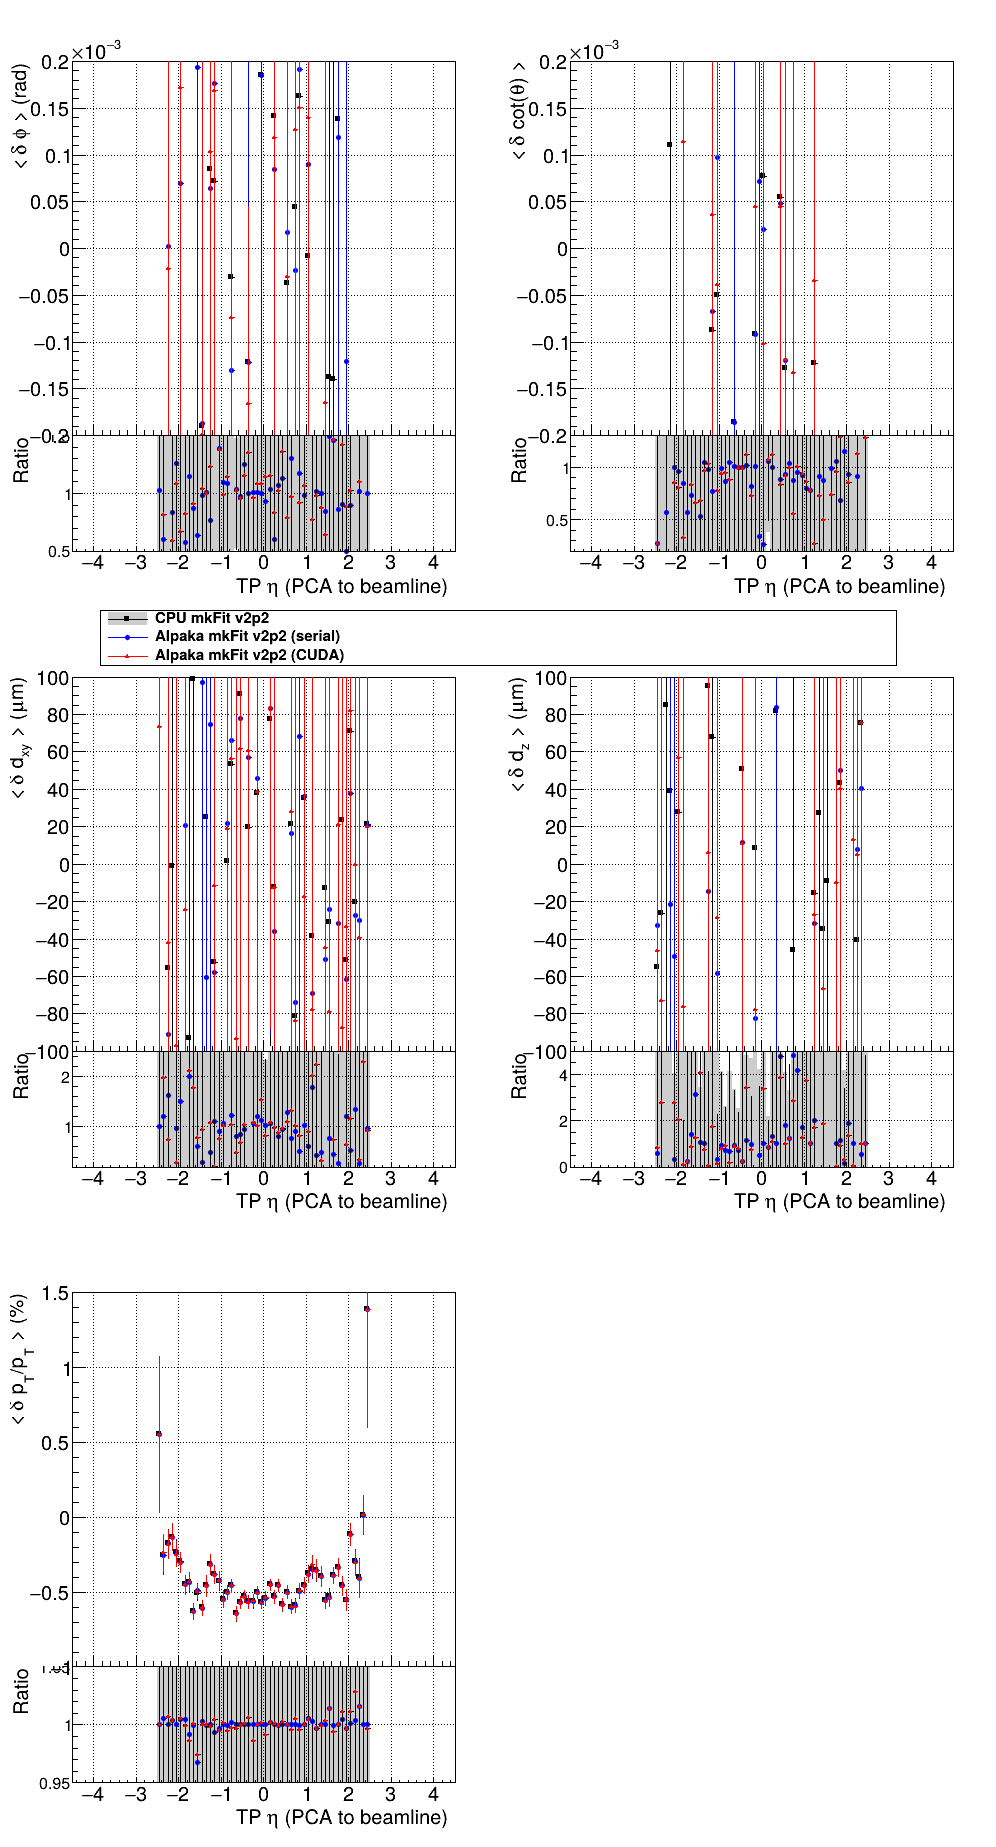 ×10⁻³
< δ ϕ > (rad)
0.2
0.15
0.1
0.05
0
−0.05
−0.1
−0.15
−0.2
Ratio
1
0.5
−4 −3 −2 −1 0 1 2 3 4
TP η (PCA to beamline)
×10⁻³
< δ cot(θ) >
0.2
0.15
0.1
0.05
0
−0.05
−0.1
−0.15
−0.2
Ratio
1
0.5
−4 −3 −2 −1 0 1 2 3 4
TP η (PCA to beamline)
CPU mkFit v2p2
Alpaka mkFit v2p2 (serial)
Alpaka mkFit v2p2 (CUDA)
< δ d_xy > (μm)
100
80
60
40
20
0
−20
−40
−60
−80
−100
Ratio
2
1
−4 −3 −2 −1 0 1 2 3 4
TP η (PCA to beamline)
< δ d_z > (μm)
100
80
60
40
20
0
−20
−40
−60
−80
−100
Ratio
4
2
0
−4 −3 −2 −1 0 1 2 3 4
TP η (PCA to beamline)
< δ p_T/p_T > (%)
1.5
1
0.5
0
−0.5
Ratio
1
0.95
−4 −3 −2 −1 0 1 2 3 4
TP η (PCA to beamline)